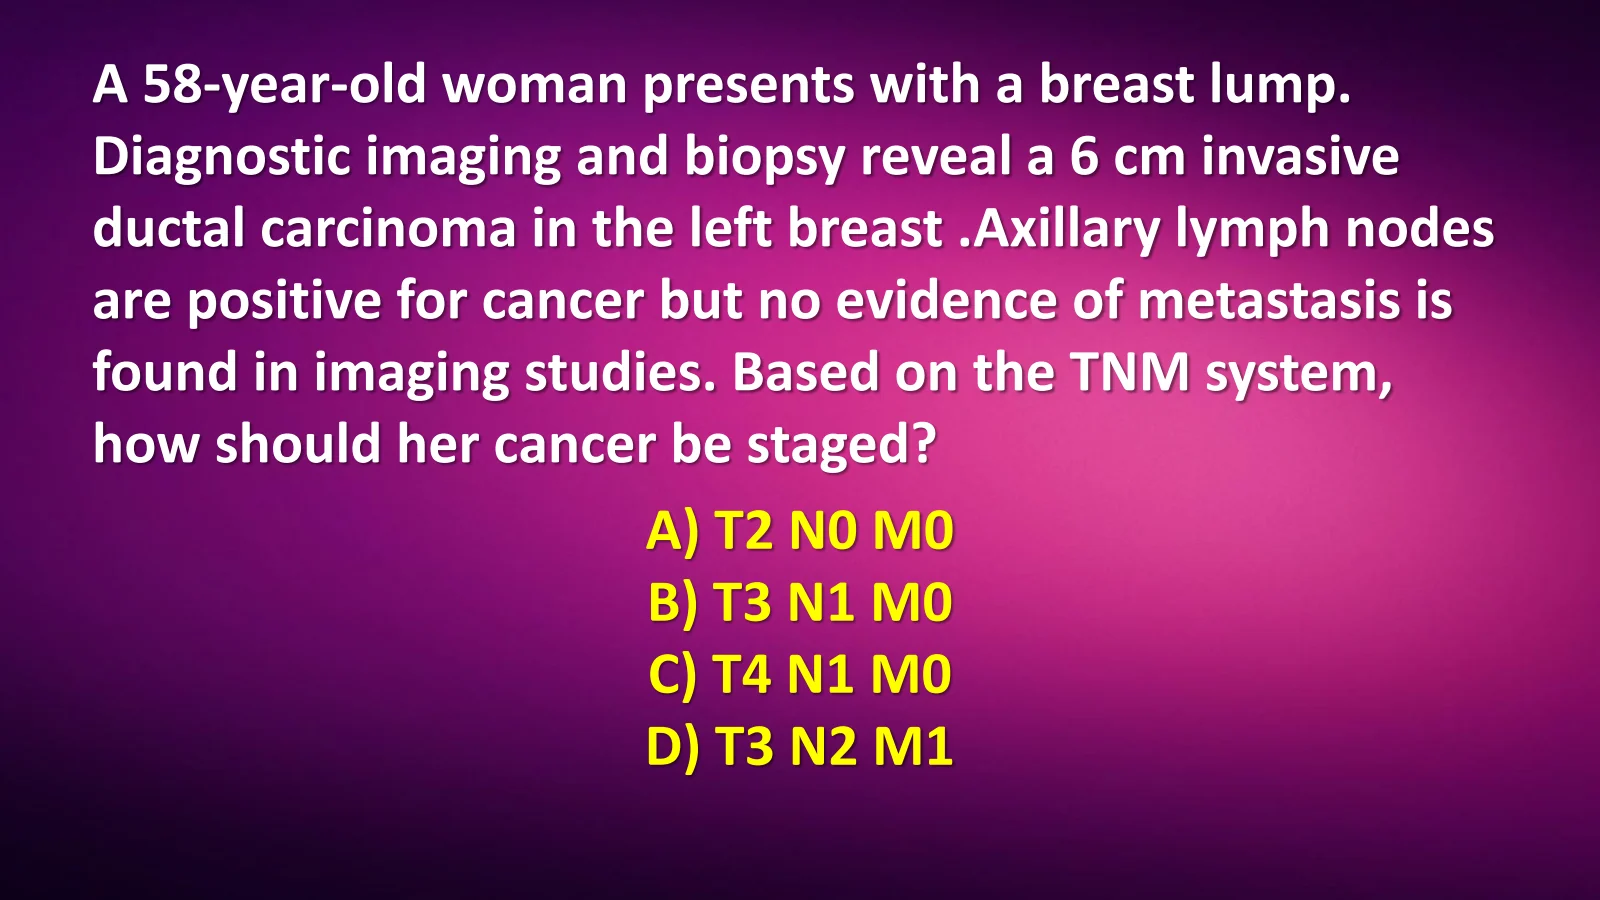 A 58-year-old woman presents with a breast lump.
Diagnostic imaging and biopsy reveal a 6 cm invasive
ductal carcinoma in the left breast .Axillary lymph nodes
are positive for cancer but no evidence of metastasis is
found in imaging studies. Based on the TNM system,
how should her cancer be staged?
A) T2 N0 M0
B) T3 N1 M0
C) T4 N1 M0
D) T3 N2 M1